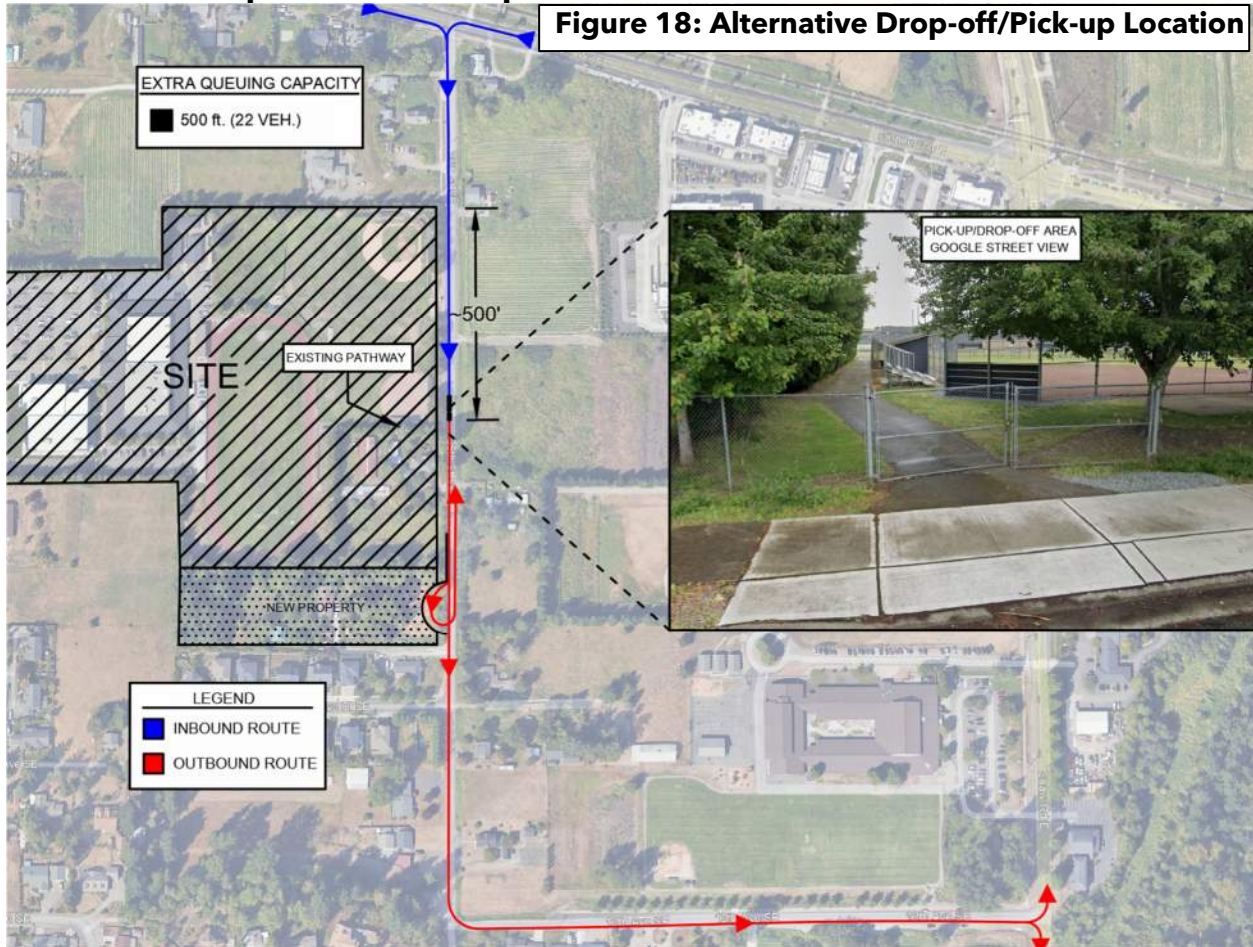 Figure 18: Alternative Drop-off/Pick-up Location
EXTRA QUEUING CAPACITY
500 ft. (22 VEH.)
PICK-UP/DROP-OFF AREA
GOOGLE STREET VIEW
~500'
EXISTING PATHWAY
SITE
NEW PROPERTY
LEGEND
INBOUND ROUTE
OUTBOUND ROUTE